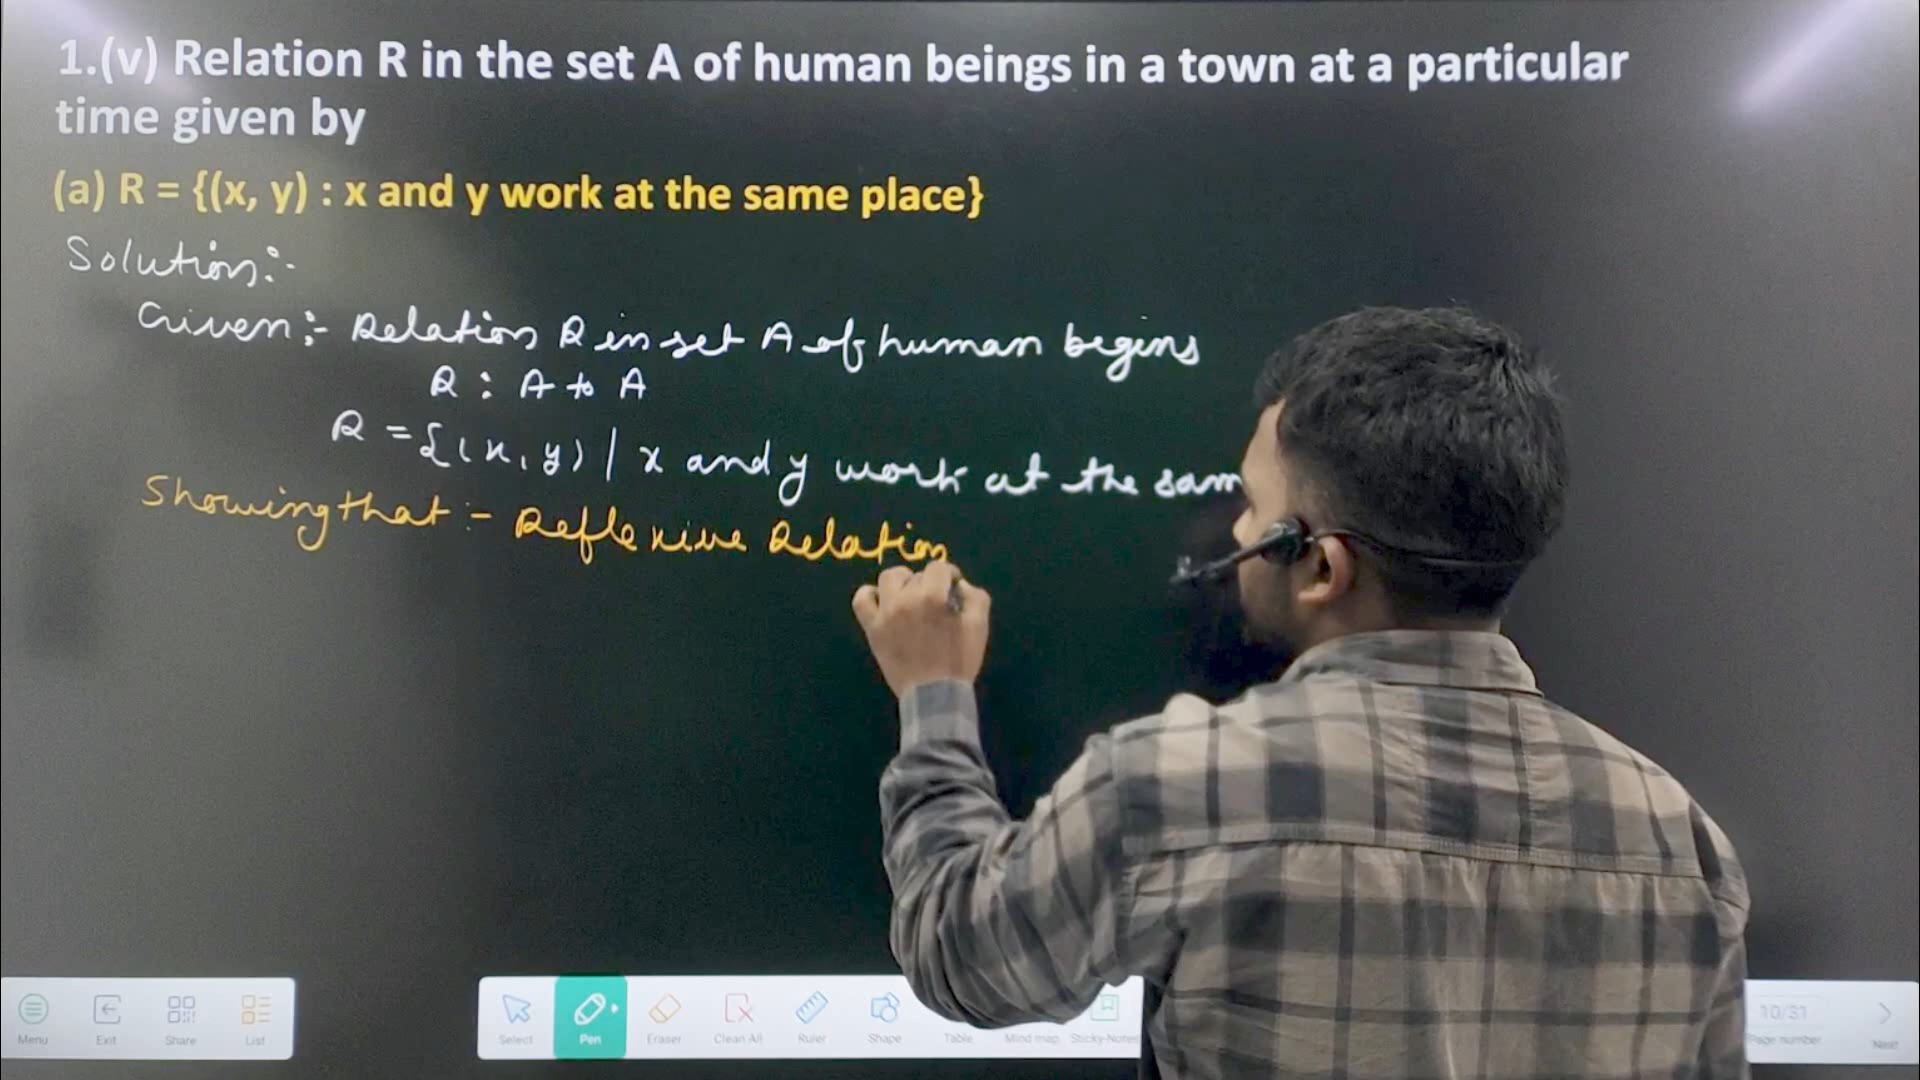 1.(v) Relation R in the set A of human beings in a town at a particular
time given by
(a) R = {(x, y) : x and y work at the same place}
Solution:-
Given:- Relation R in set A of human begins
R : A to A
R = {(x, y) | x and y work at the sam
Showing that :- Reflexive Relation
Menu Exit Share List
Select Pen Eraser Clean All Ruler Shape Table Mind map Sticky-Notes
10/31
Page number Next